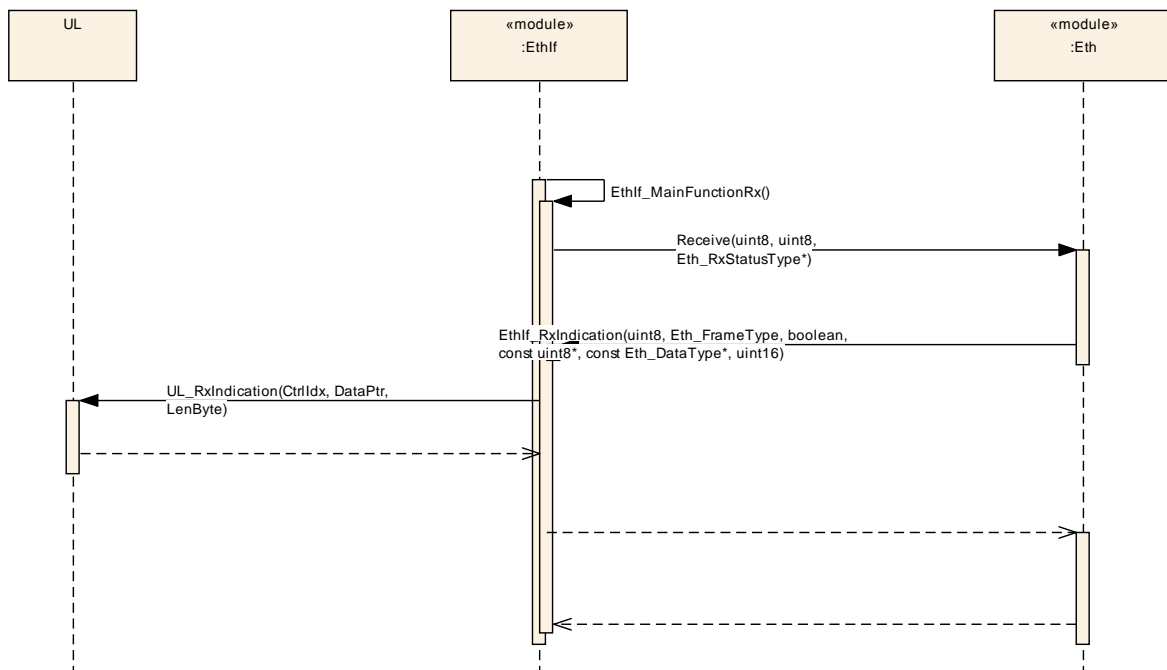 UL
«module»
:EthIf
«module»
:Eth
EthIf_MainFunctionRx()
Receive(uint8, uint8,
Eth_RxStatusType*)
EthIf_RxIndication(uint8, Eth_FrameType, boolean,
const uint8*, const Eth_DataType*, uint16)
UL_RxIndication(CtrlIdx, DataPtr,
LenByte)